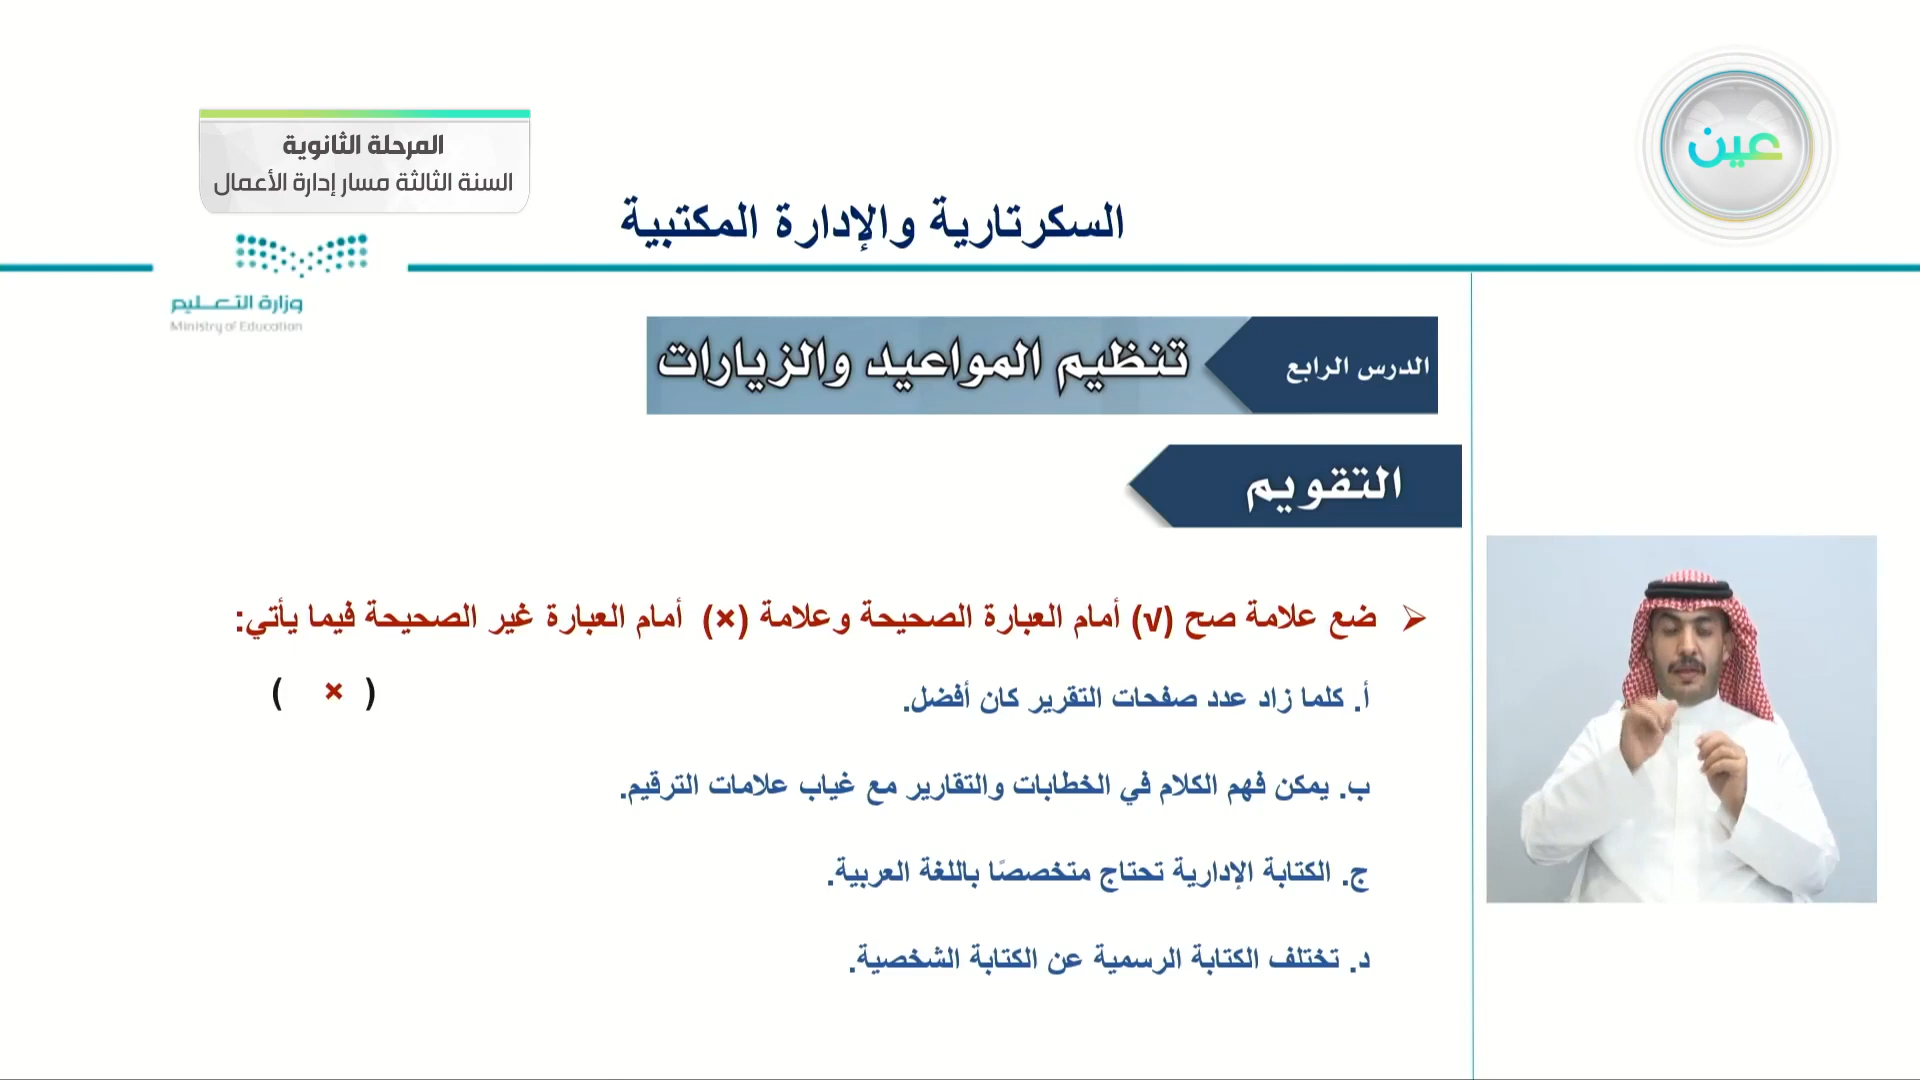 المرحلة الثانوية
السنة الثالثة مسار إدارة الأعمال
عين
السكرتارية والإدارة المكتبية
وزارة التعليم
Ministry of Education
الدرس الرابع
تنظيم المواعيد والزيارات
التقويم
ضع علامة صح (√) أمام العبارة الصحيحة وعلامة (×) أمام العبارة غير الصحيحة فيما يأتي:
أ. كلما زاد عدد صفحات التقرير كان أفضل. ( × )
ب. يمكن فهم الكلام في الخطابات والتقارير مع غياب علامات الترقيم.
ج. الكتابة الإدارية تحتاج متخصصًا باللغة العربية.
د. تختلف الكتابة الرسمية عن الكتابة الشخصية.